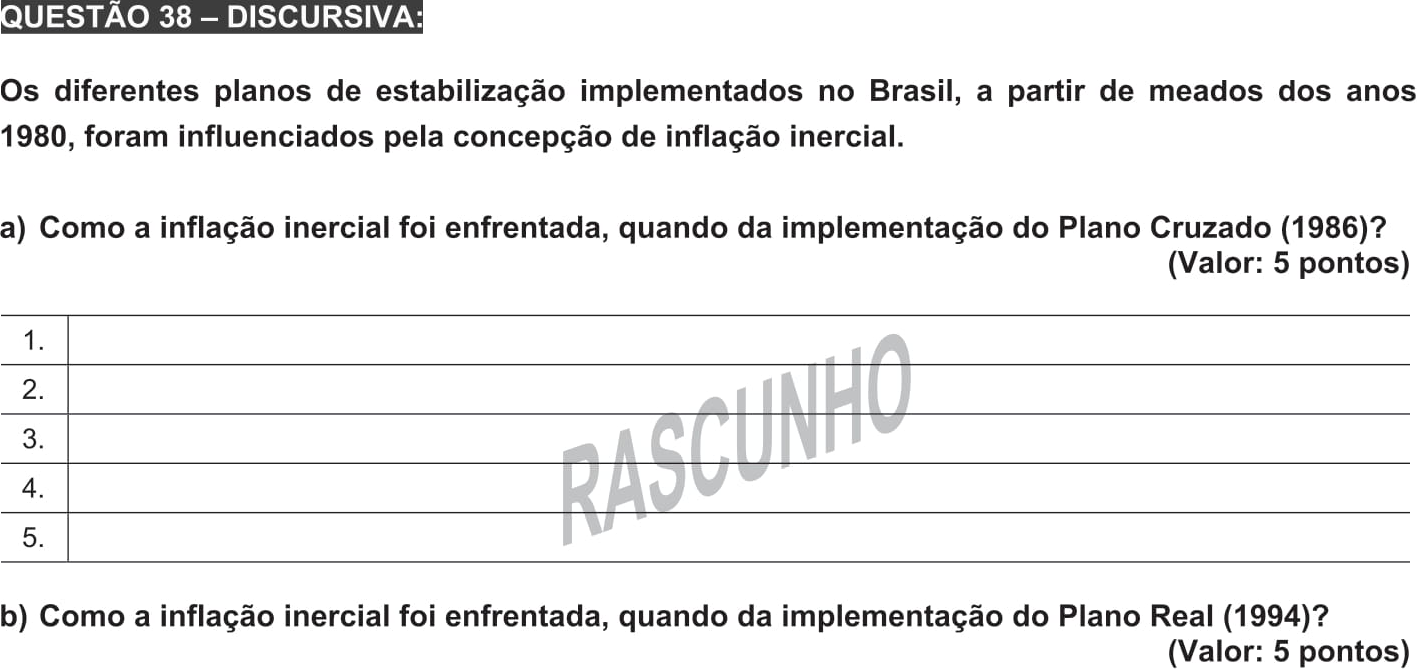 QUESTÃO 38 – DISCURSIVA:
Os diferentes planos de estabilização implementados no Brasil, a partir de meados dos anos
1980, foram influenciados pela concepção de inflação inercial.
a) Como a inflação inercial foi enfrentada, quando da implementação do Plano Cruzado (1986)?
(Valor: 5 pontos)
1.
2.
3.
4.
5.
RASCUNHO
b) Como a inflação inercial foi enfrentada, quando da implementação do Plano Real (1994)?
(Valor: 5 pontos)